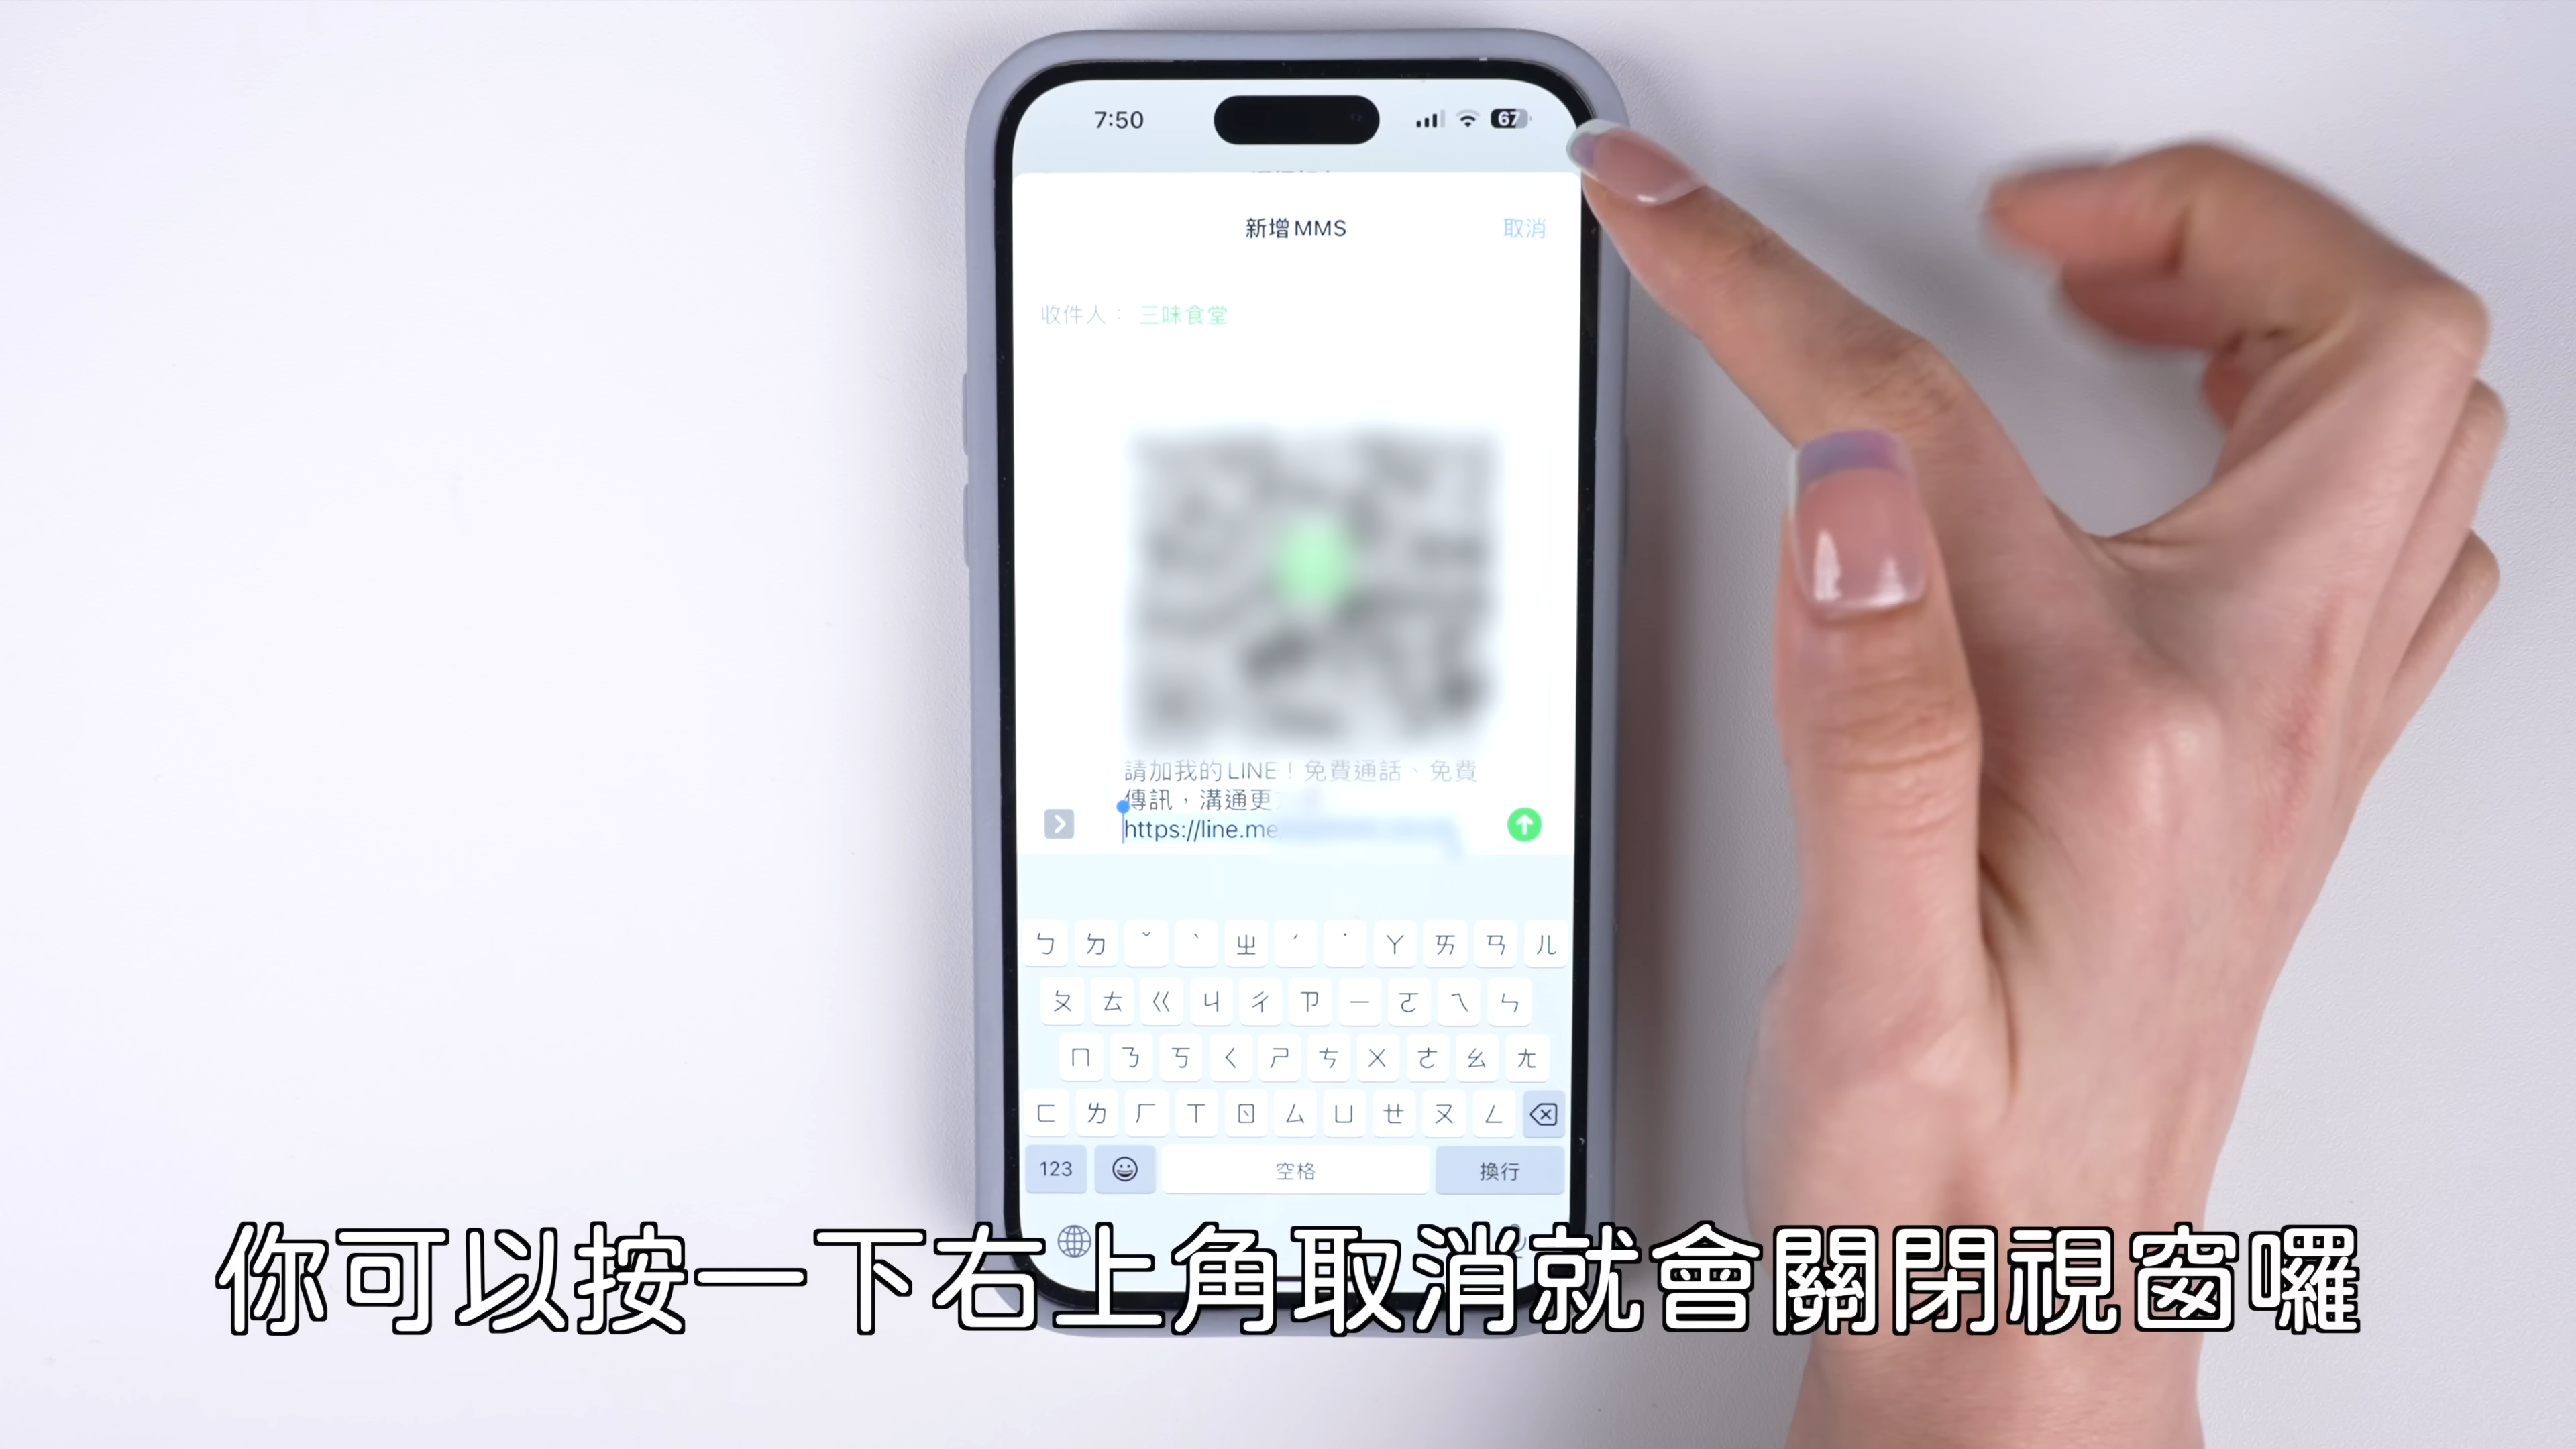 7:50
67
新增MMS
取消
收件人：
三味食堂
請加我的LINE！免費通話、免費
傳訊，溝通更
https://line.me
ㄅ ㄉ ˇ ˋ ㄓ ˊ ˙ ㄚ ㄞ ㄢ ㄦ
ㄆ ㄊ ㄍ ㄐ ㄔ ㄗ ㄧ ㄛ ㄟ ㄣ
ㄇ ㄋ ㄎ ㄑ ㄕ ㄘ ㄨ ㄜ ㄠ ㄤ
ㄈ ㄌ ㄏ ㄒ ㄖ ㄙ ㄩ ㄝ ㄡ ㄥ
123
空格
換行
你可以按一下右上角取消就會關閉視窗囉